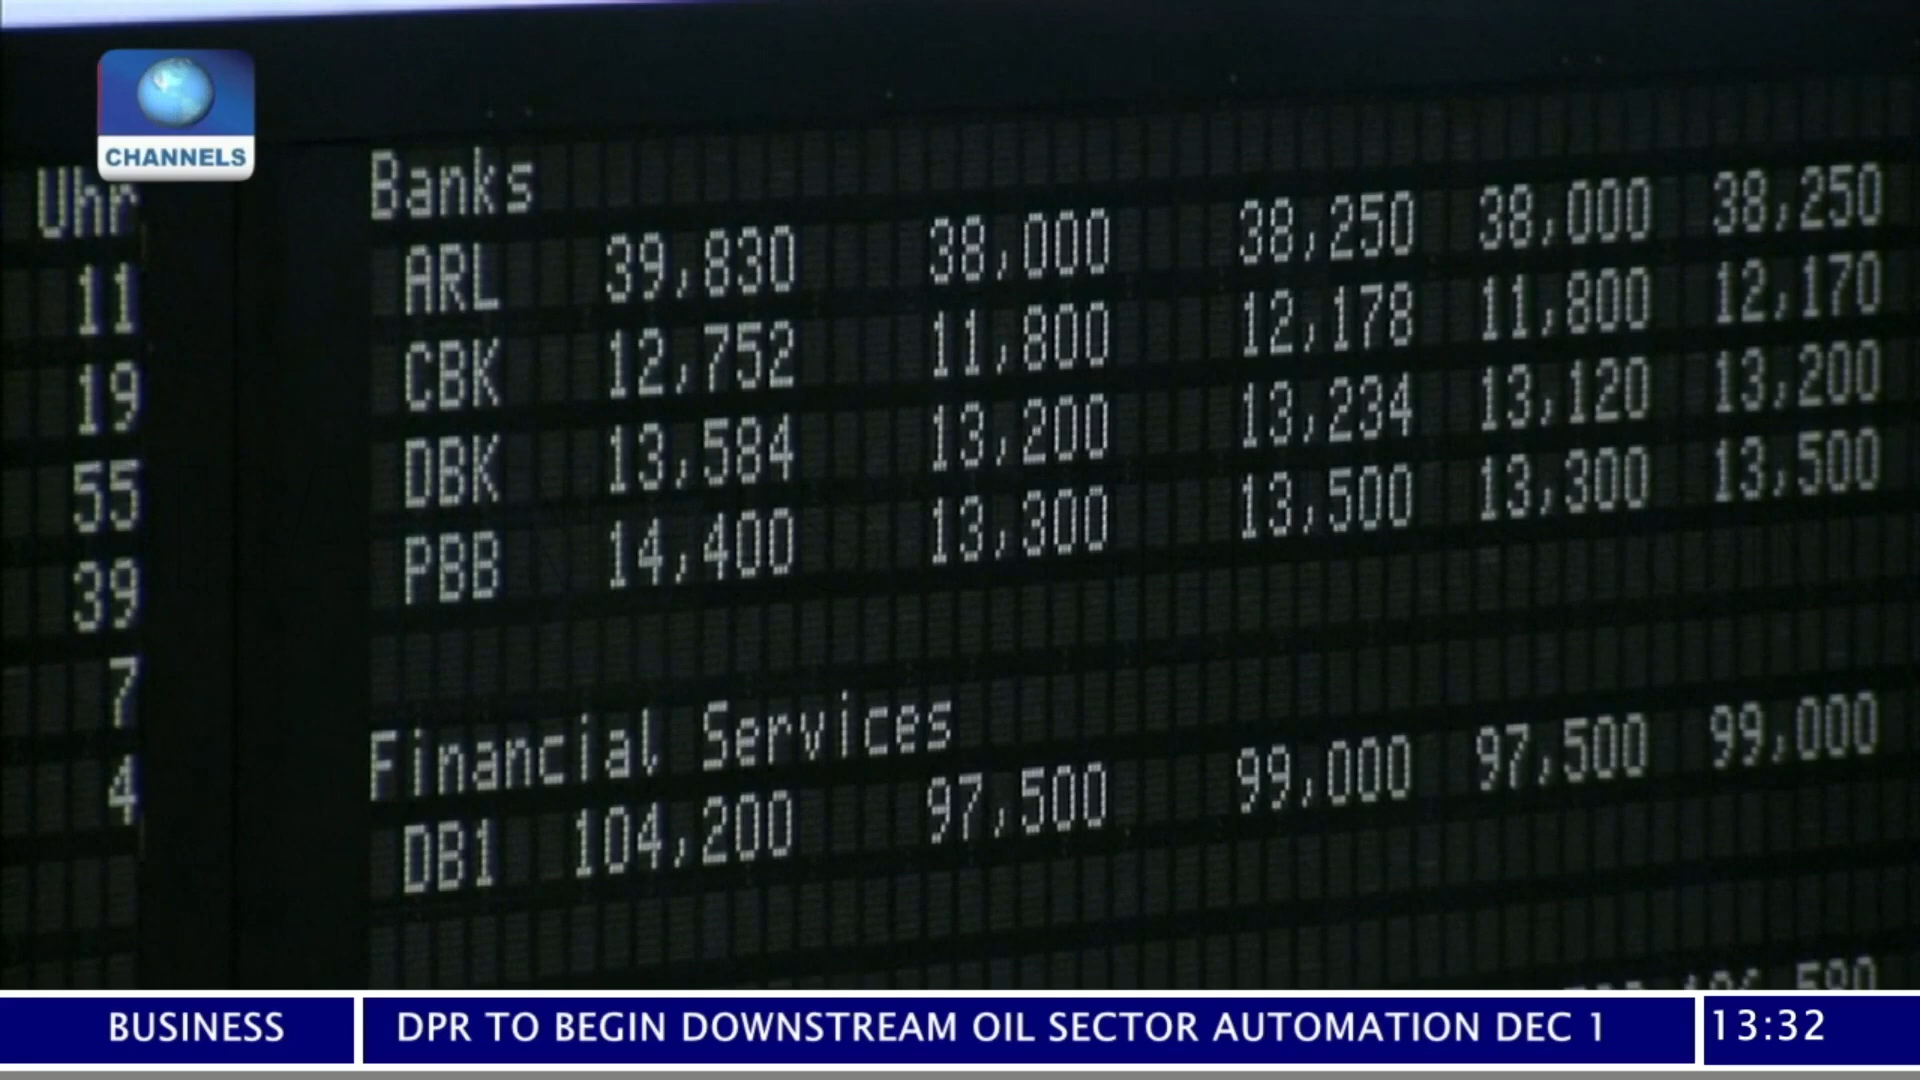 CHANNELS
Uhr
11
19
55
39
7
4
Banks
ARL 39,830 38,000 38,250 38,000 38,250
CBK 12,752 11,800 12,178 11,800 12,170
DBK 13,584 13,200 13,234 13,120 13,200
PBB 14,400 13,300 13,500 13,300 13,500
Financial Services
DB1 104,200 97,500 99,000 97,500 99,000
BUSINESS
DPR TO BEGIN DOWNSTREAM OIL SECTOR AUTOMATION DEC 1
13:32